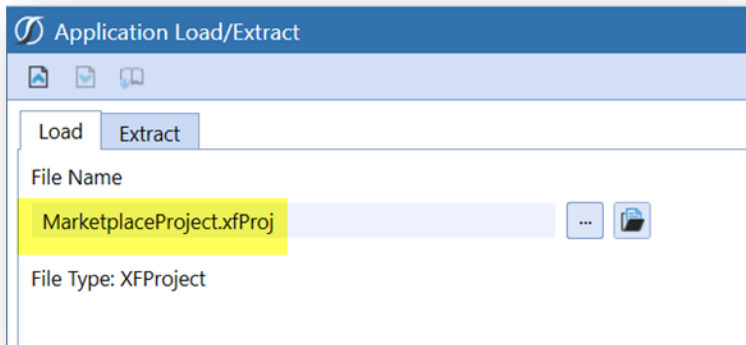 Application Load/Extract
Load Extract
File Name
MarketplaceProject.xfProj
...
File Type: XFProject